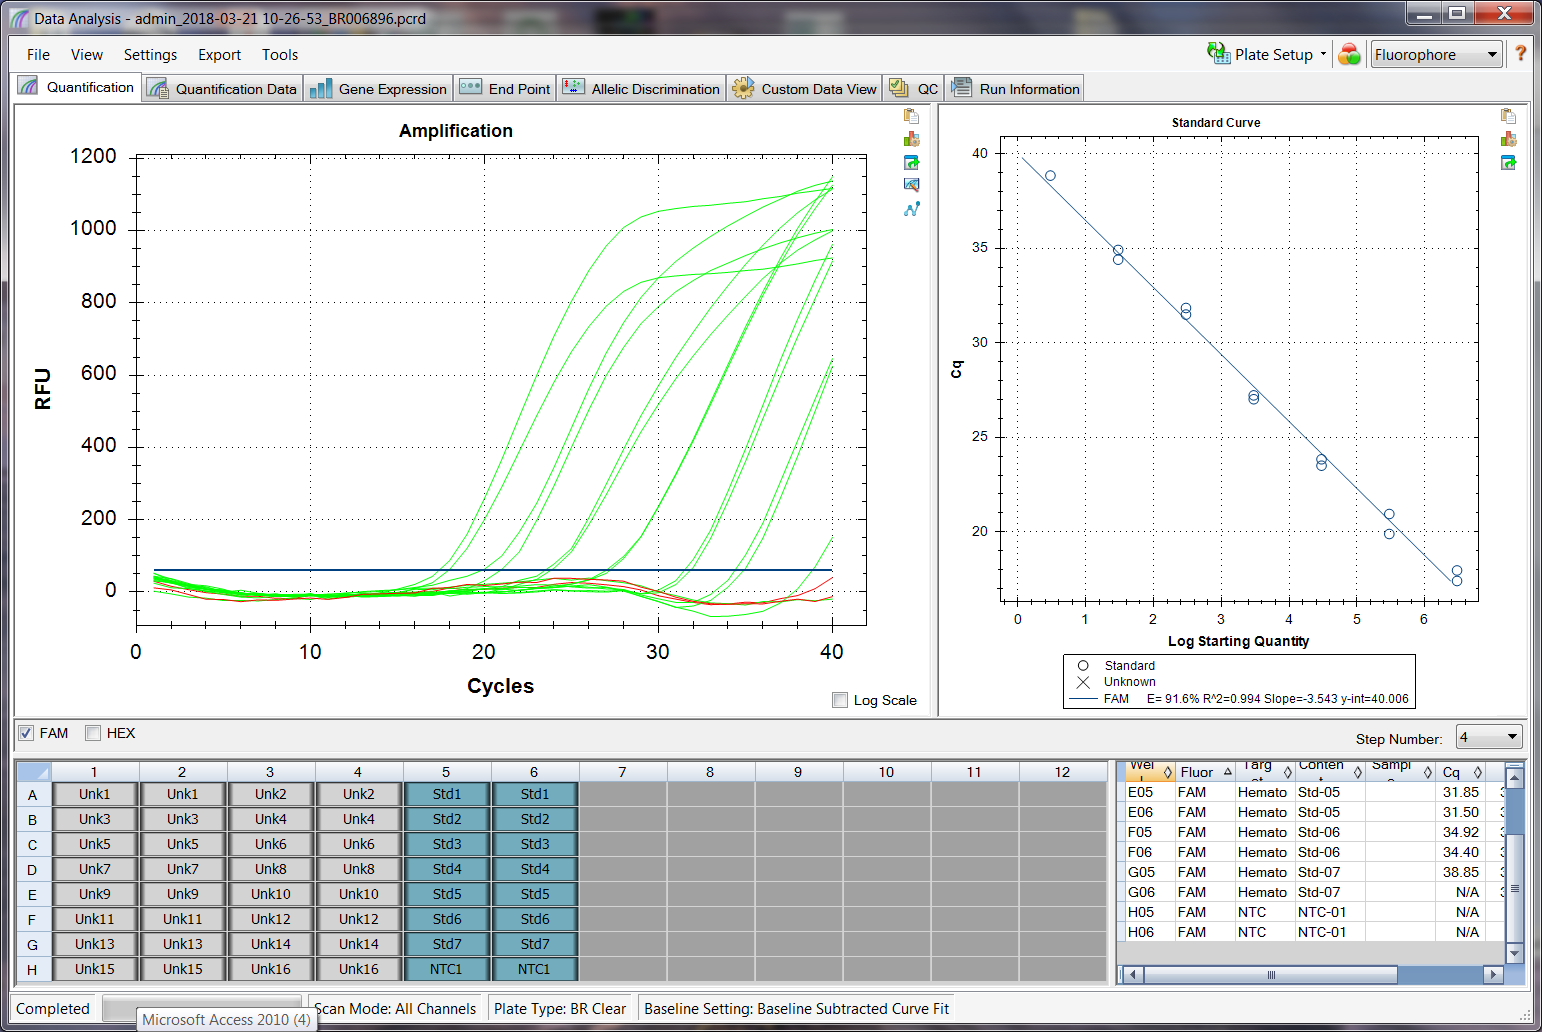 Data Analysis - admin_2018-03-21 10-26-53_BR006896.pcrd
File View Settings Export Tools
Plate Setup Fluorophore ?
Quantification Quantification Data Gene Expression End Point Allelic Discrimination Custom Data View QC Run Information
Amplification
1200
1000
800
600
400
200
0
RFU
0 10 20 30 40
Cycles
Log Scale
Standard Curve
40
35
30
25
20
Cq
0 1 2 3 4 5 6
Log Starting Quantity
Standard
Unknown
FAM E= 91.6% R^2=0.994 Slope=-3.543 y-int=40.006
FAM HEX
Step Number: 4
1 2 3 4 5 6 7 8 9 10 11 12
A Unk1 Unk1 Unk2 Unk2 Std1 Std1
B Unk3 Unk3 Unk4 Unk4 Std2 Std2
C Unk5 Unk5 Unk6 Unk6 Std3 Std3
D Unk7 Unk7 Unk8 Unk8 Std4 Std4
E Unk9 Unk9 Unk10 Unk10 Std5 Std5
F Unk11 Unk11 Unk12 Unk12 Std6 Std6
G Unk13 Unk13 Unk14 Unk14 Std7 Std7
H Unk15 Unk15 Unk16 Unk16 NTC1 NTC1
Fluor Cq
E05 FAM Hemato Std-05 31.85
E06 FAM Hemato Std-05 31.50
F05 FAM Hemato Std-06 34.92
F06 FAM Hemato Std-06 34.40
G05 FAM Hemato Std-07 38.85
G06 FAM Hemato Std-07 N/A
H05 FAM NTC NTC-01 N/A
H06 FAM NTC NTC-01 N/A
Completed Scan Mode: All Channels Plate Type: BR Clear Baseline Setting: Baseline Subtracted Curve Fit
Microsoft Access 2010 (4)